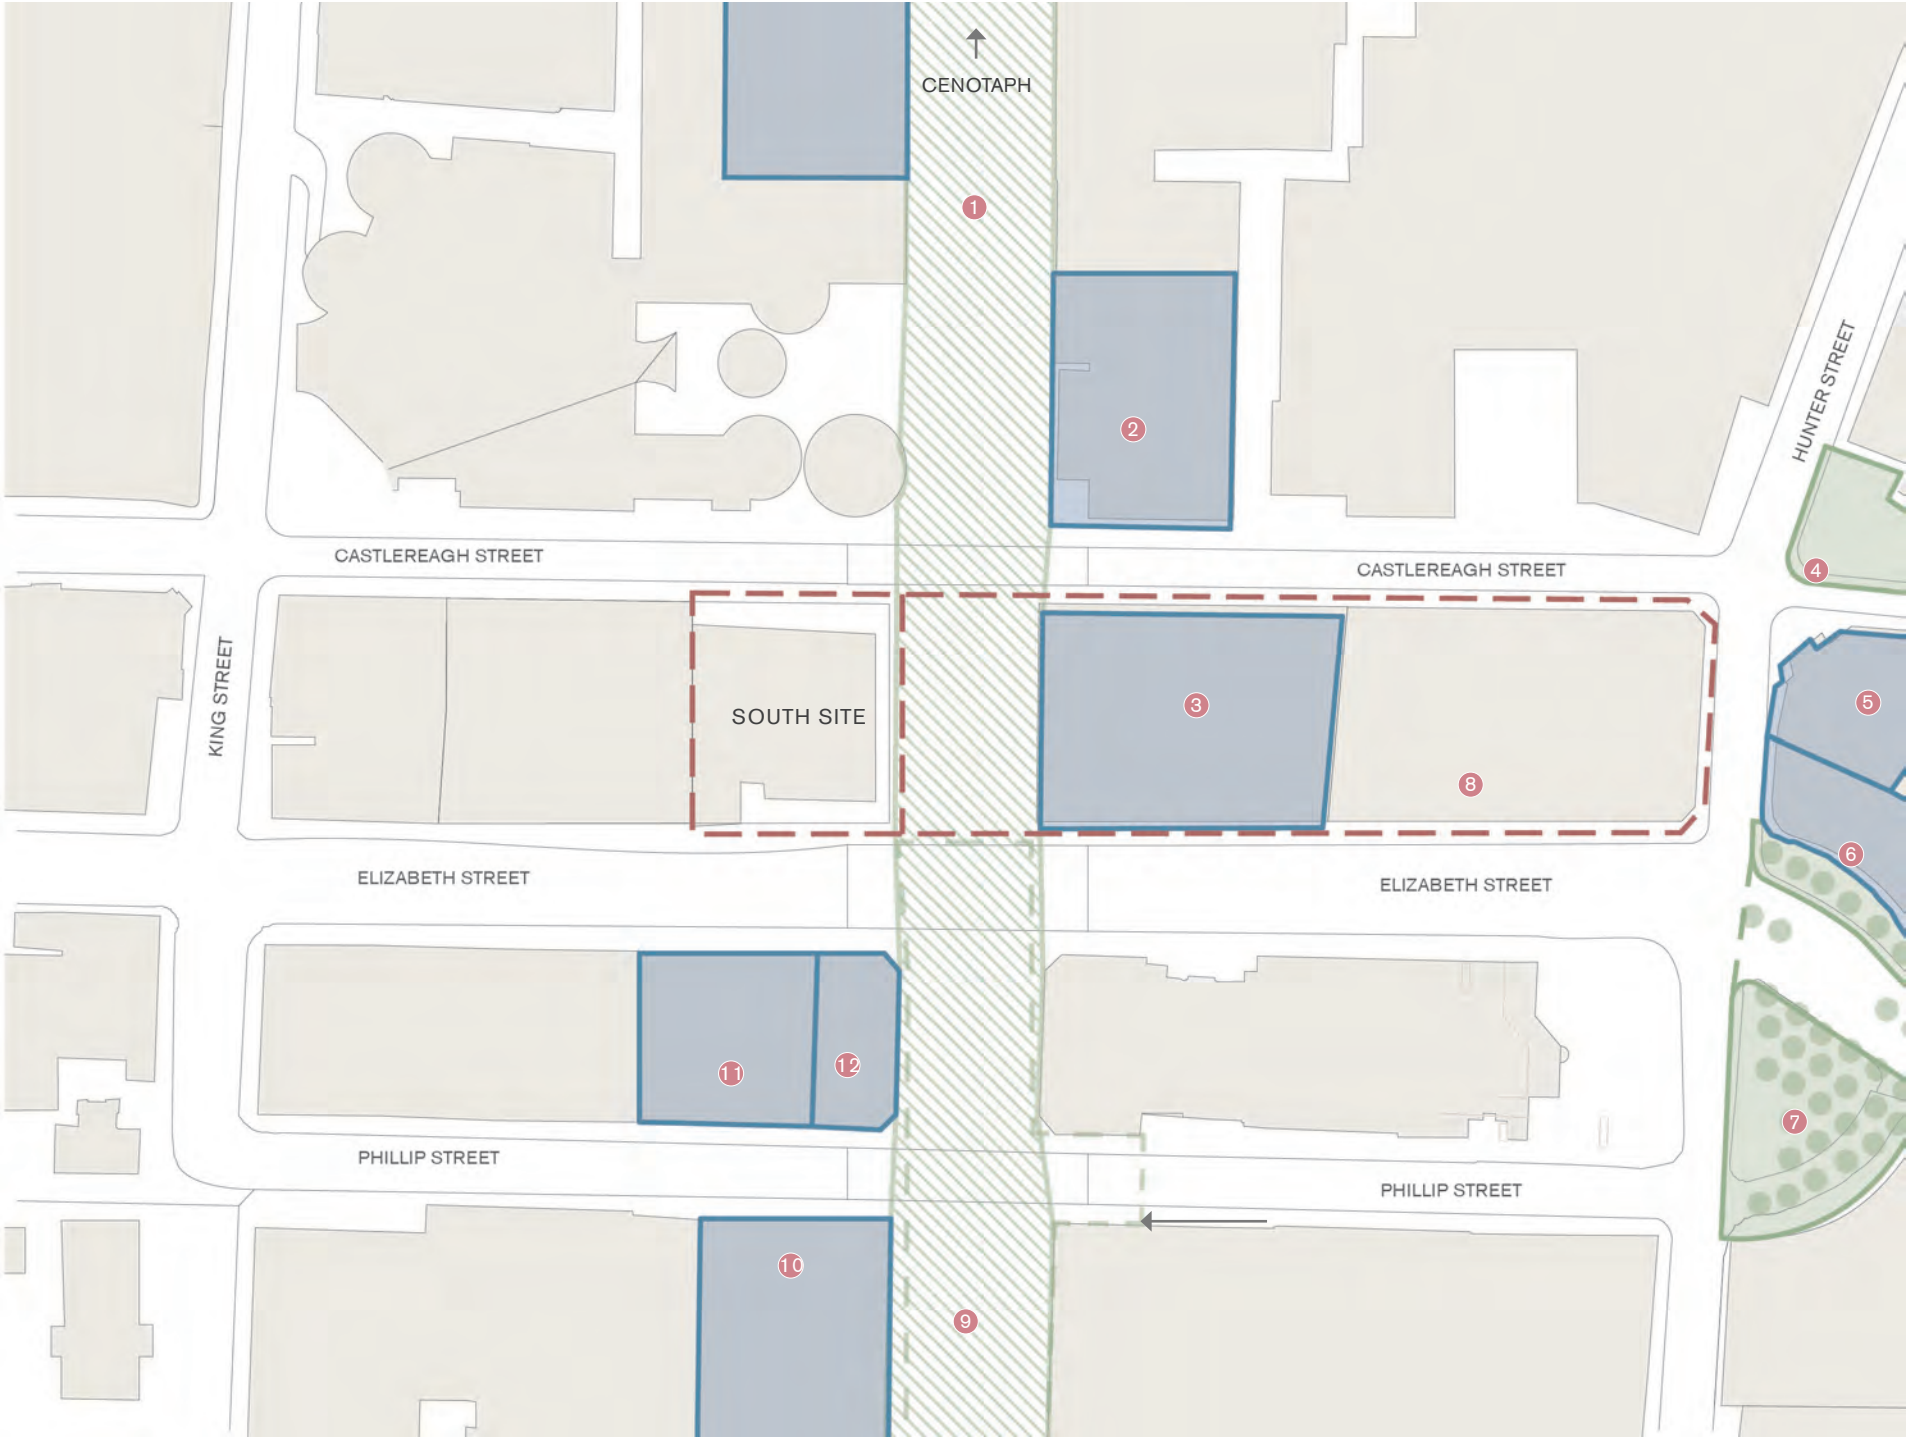 CENOTAPH
1
2
HUNTER STREET
CASTLEREAGH STREET
CASTLEREAGH STREET
4
KING STREET
SOUTH SITE
3
5
8
6
ELIZABETH STREET
ELIZABETH STREET
11
12
7
PHILLIP STREET
PHILLIP STREET
10
9